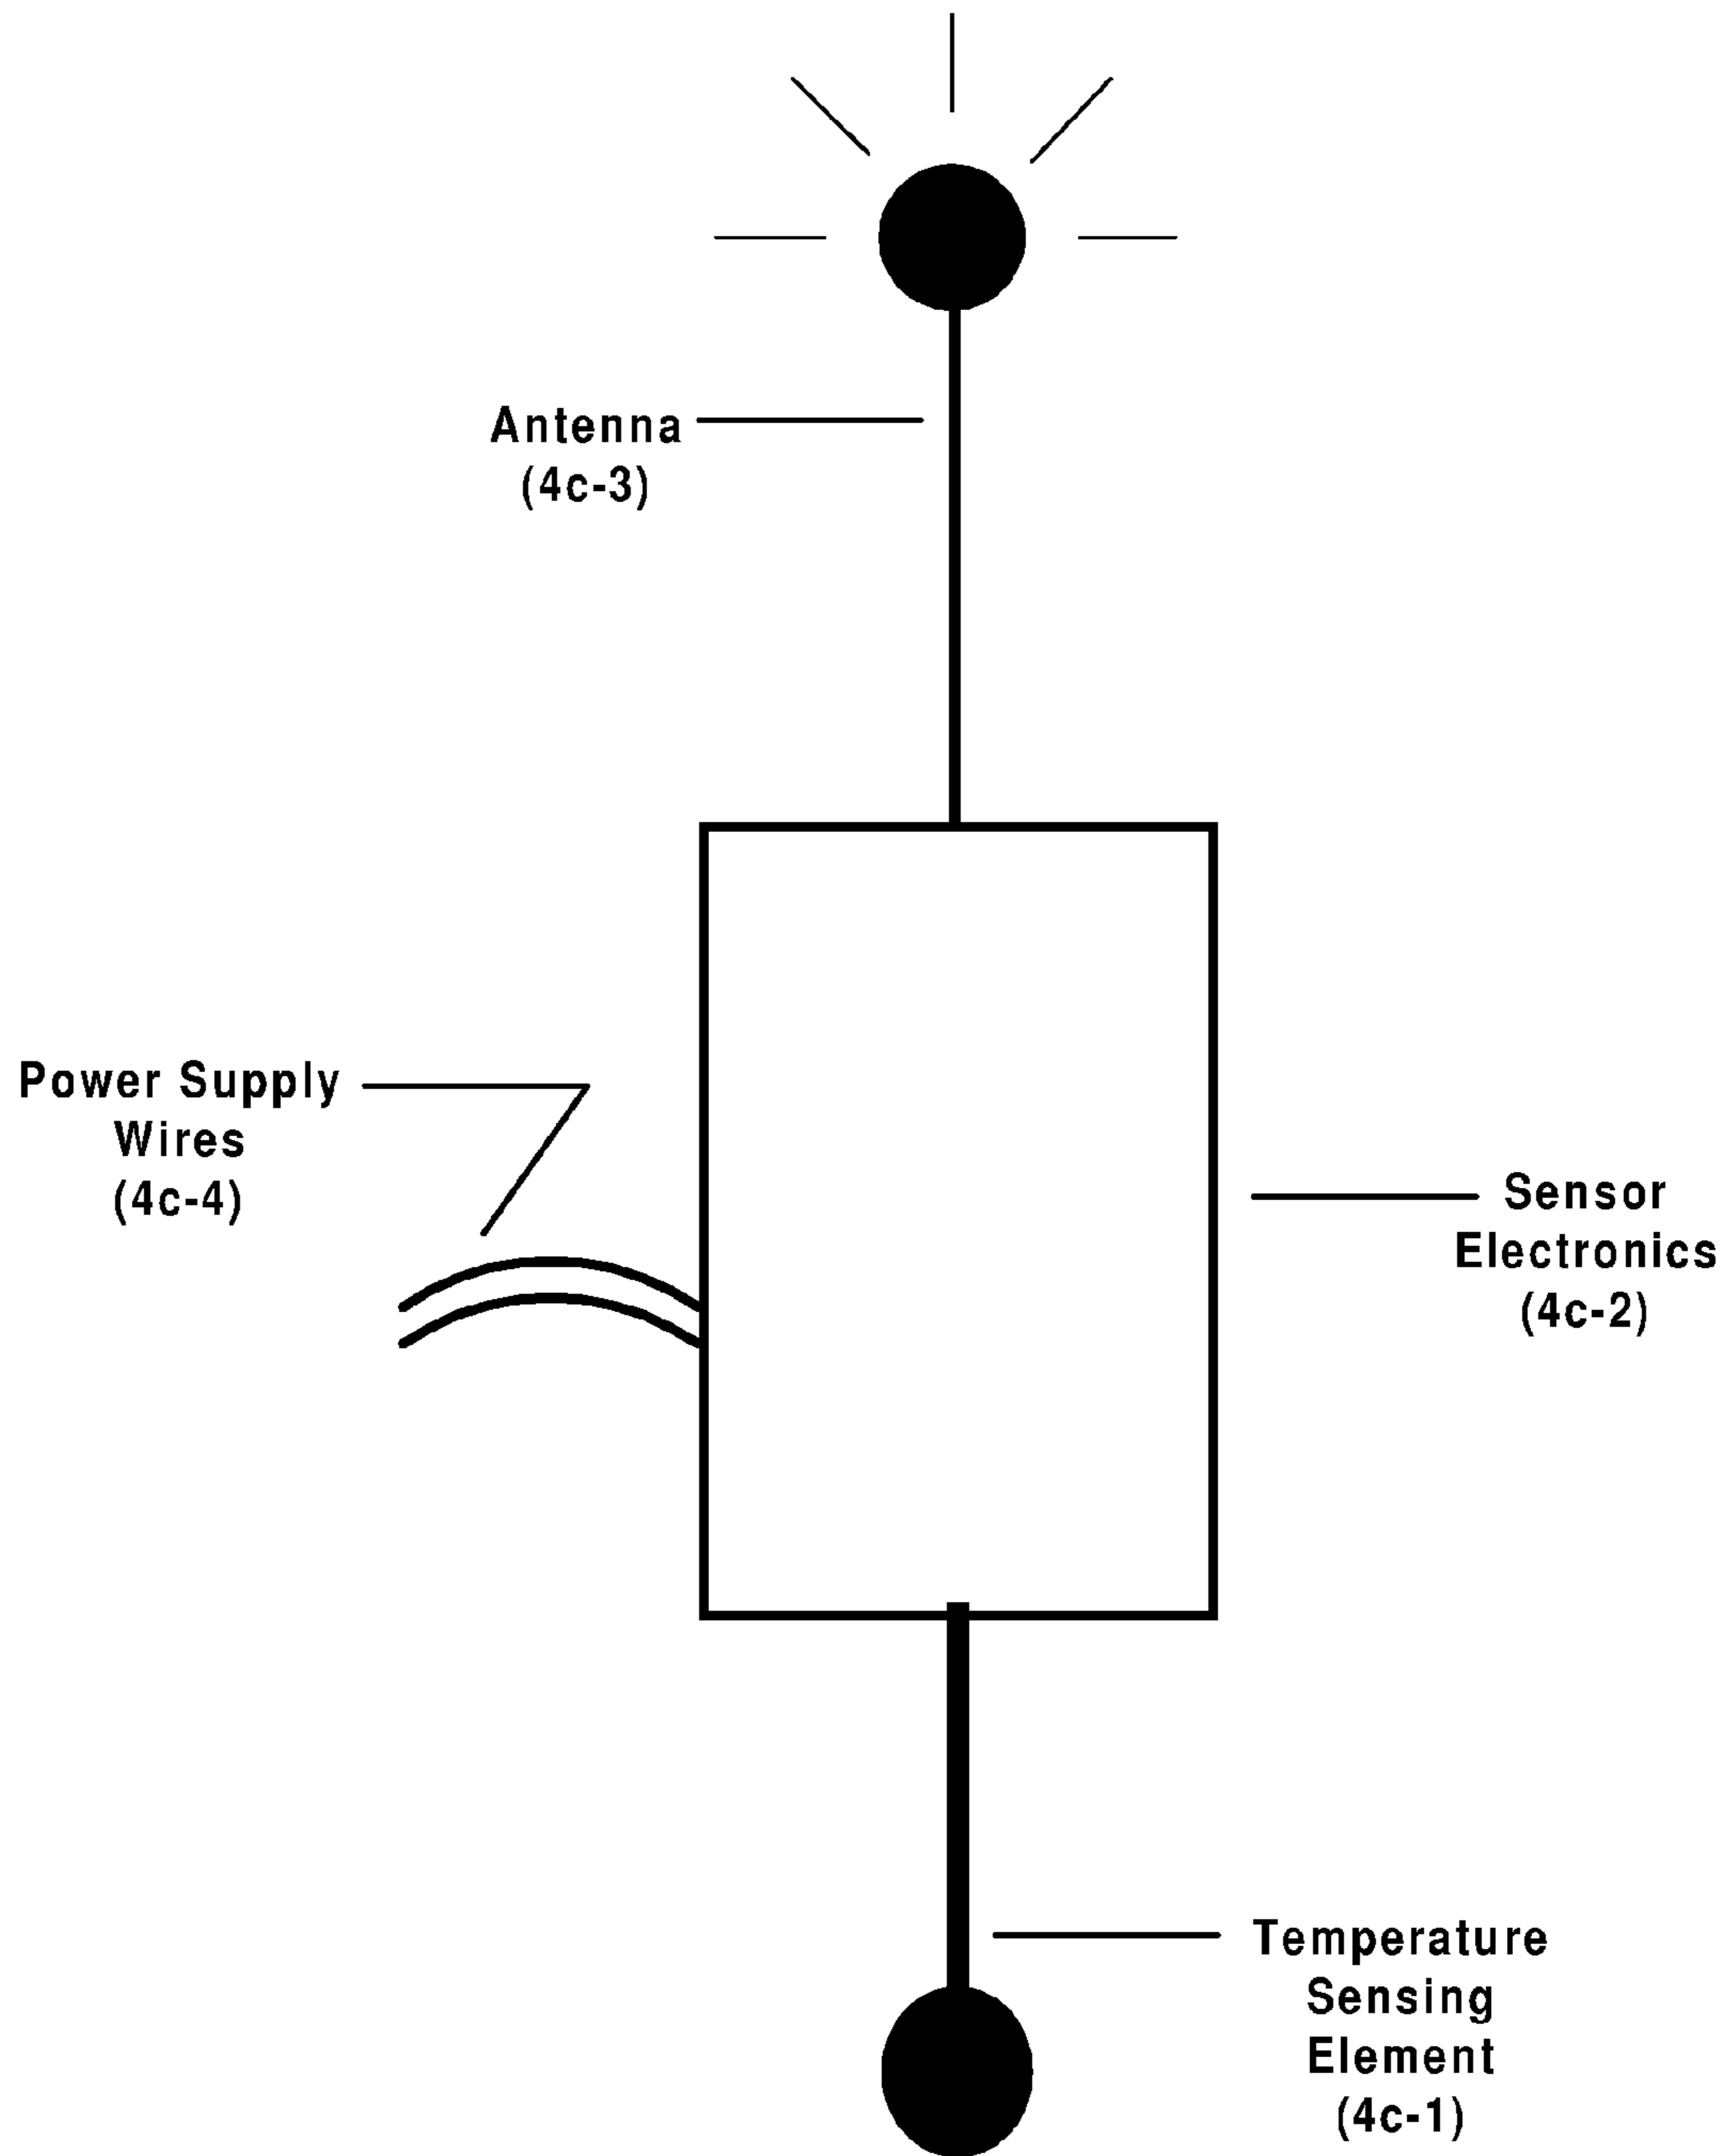 Antenna
(4c-3)
Power Supply
Wires
(4c-4)
Sensor
Electronics
(4c-2)
Temperature
Sensing
Element
(4c-1)